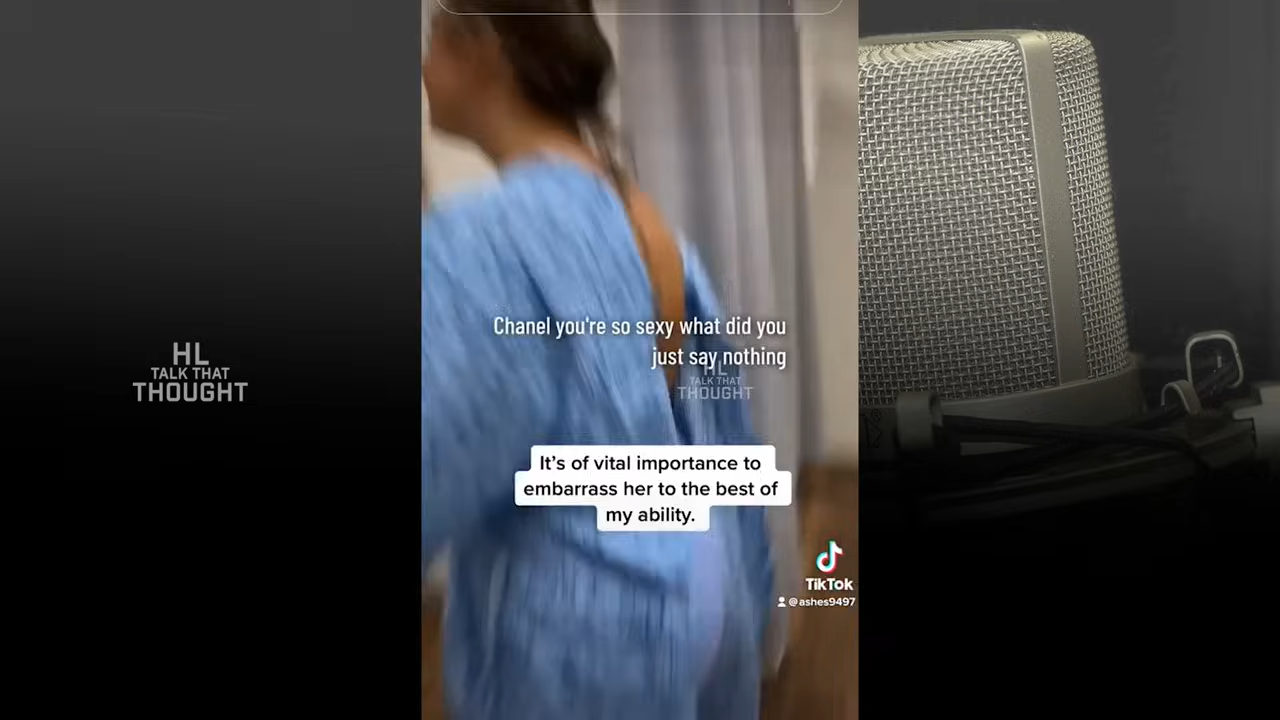 HL
TALK THAT
THOUGHT
Chanel you're so sexy what did you
just say nothing
HL
TALK THAT
THOUGHT
It’s of vital importance to
embarrass her to the best of
my ability.
TikTok
@ashes9497